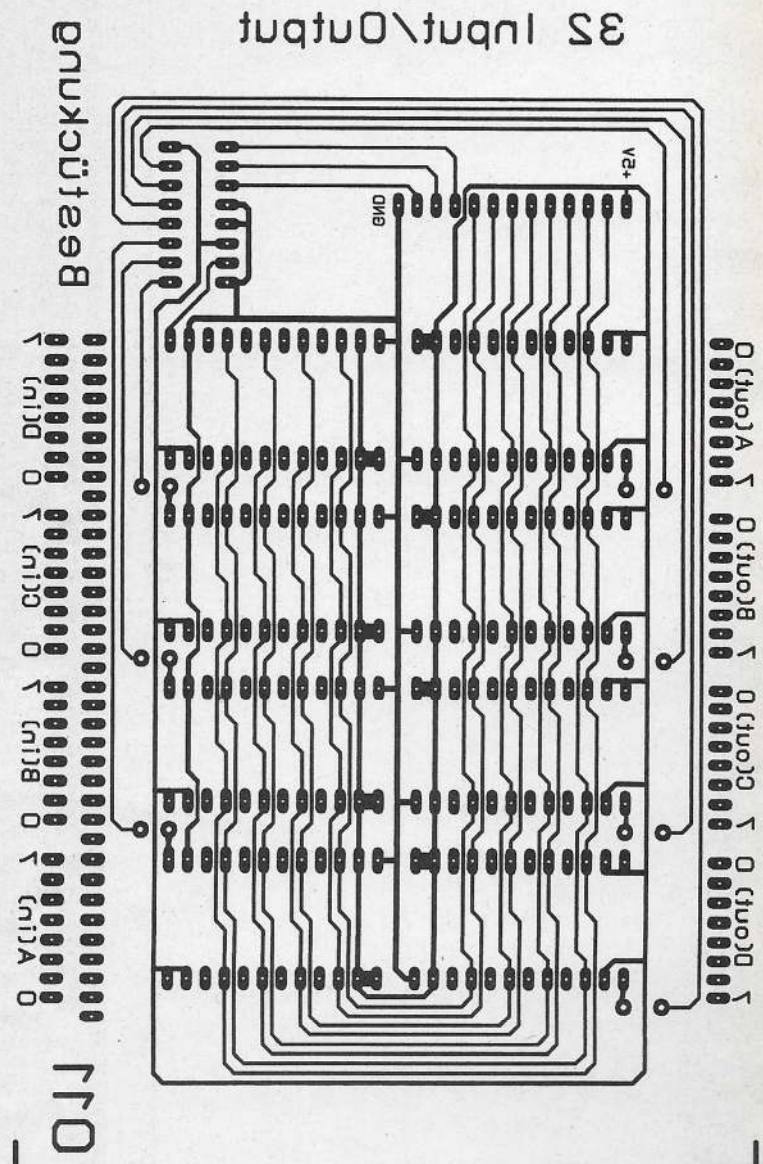 32 Input/Output
Bestückung
+5V
GND
0 D(in) 7
0 C(in) 7
0 B(in) 7
0 A(in) 7
7 A(out) 0
7 B(out) 0
7 C(out) 0
7 D(out) 0
011